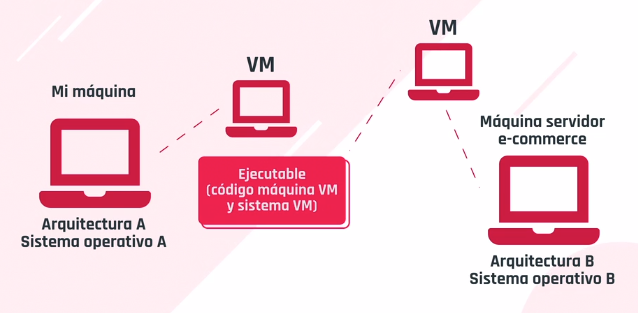 Mi máquina
Arquitectura A
Sistema operativo A
VM
Ejecutable
(código máquina VM
y sistema VM)
VM
Máquina servidor
e-commerce
Arquitectura B
Sistema operativo B